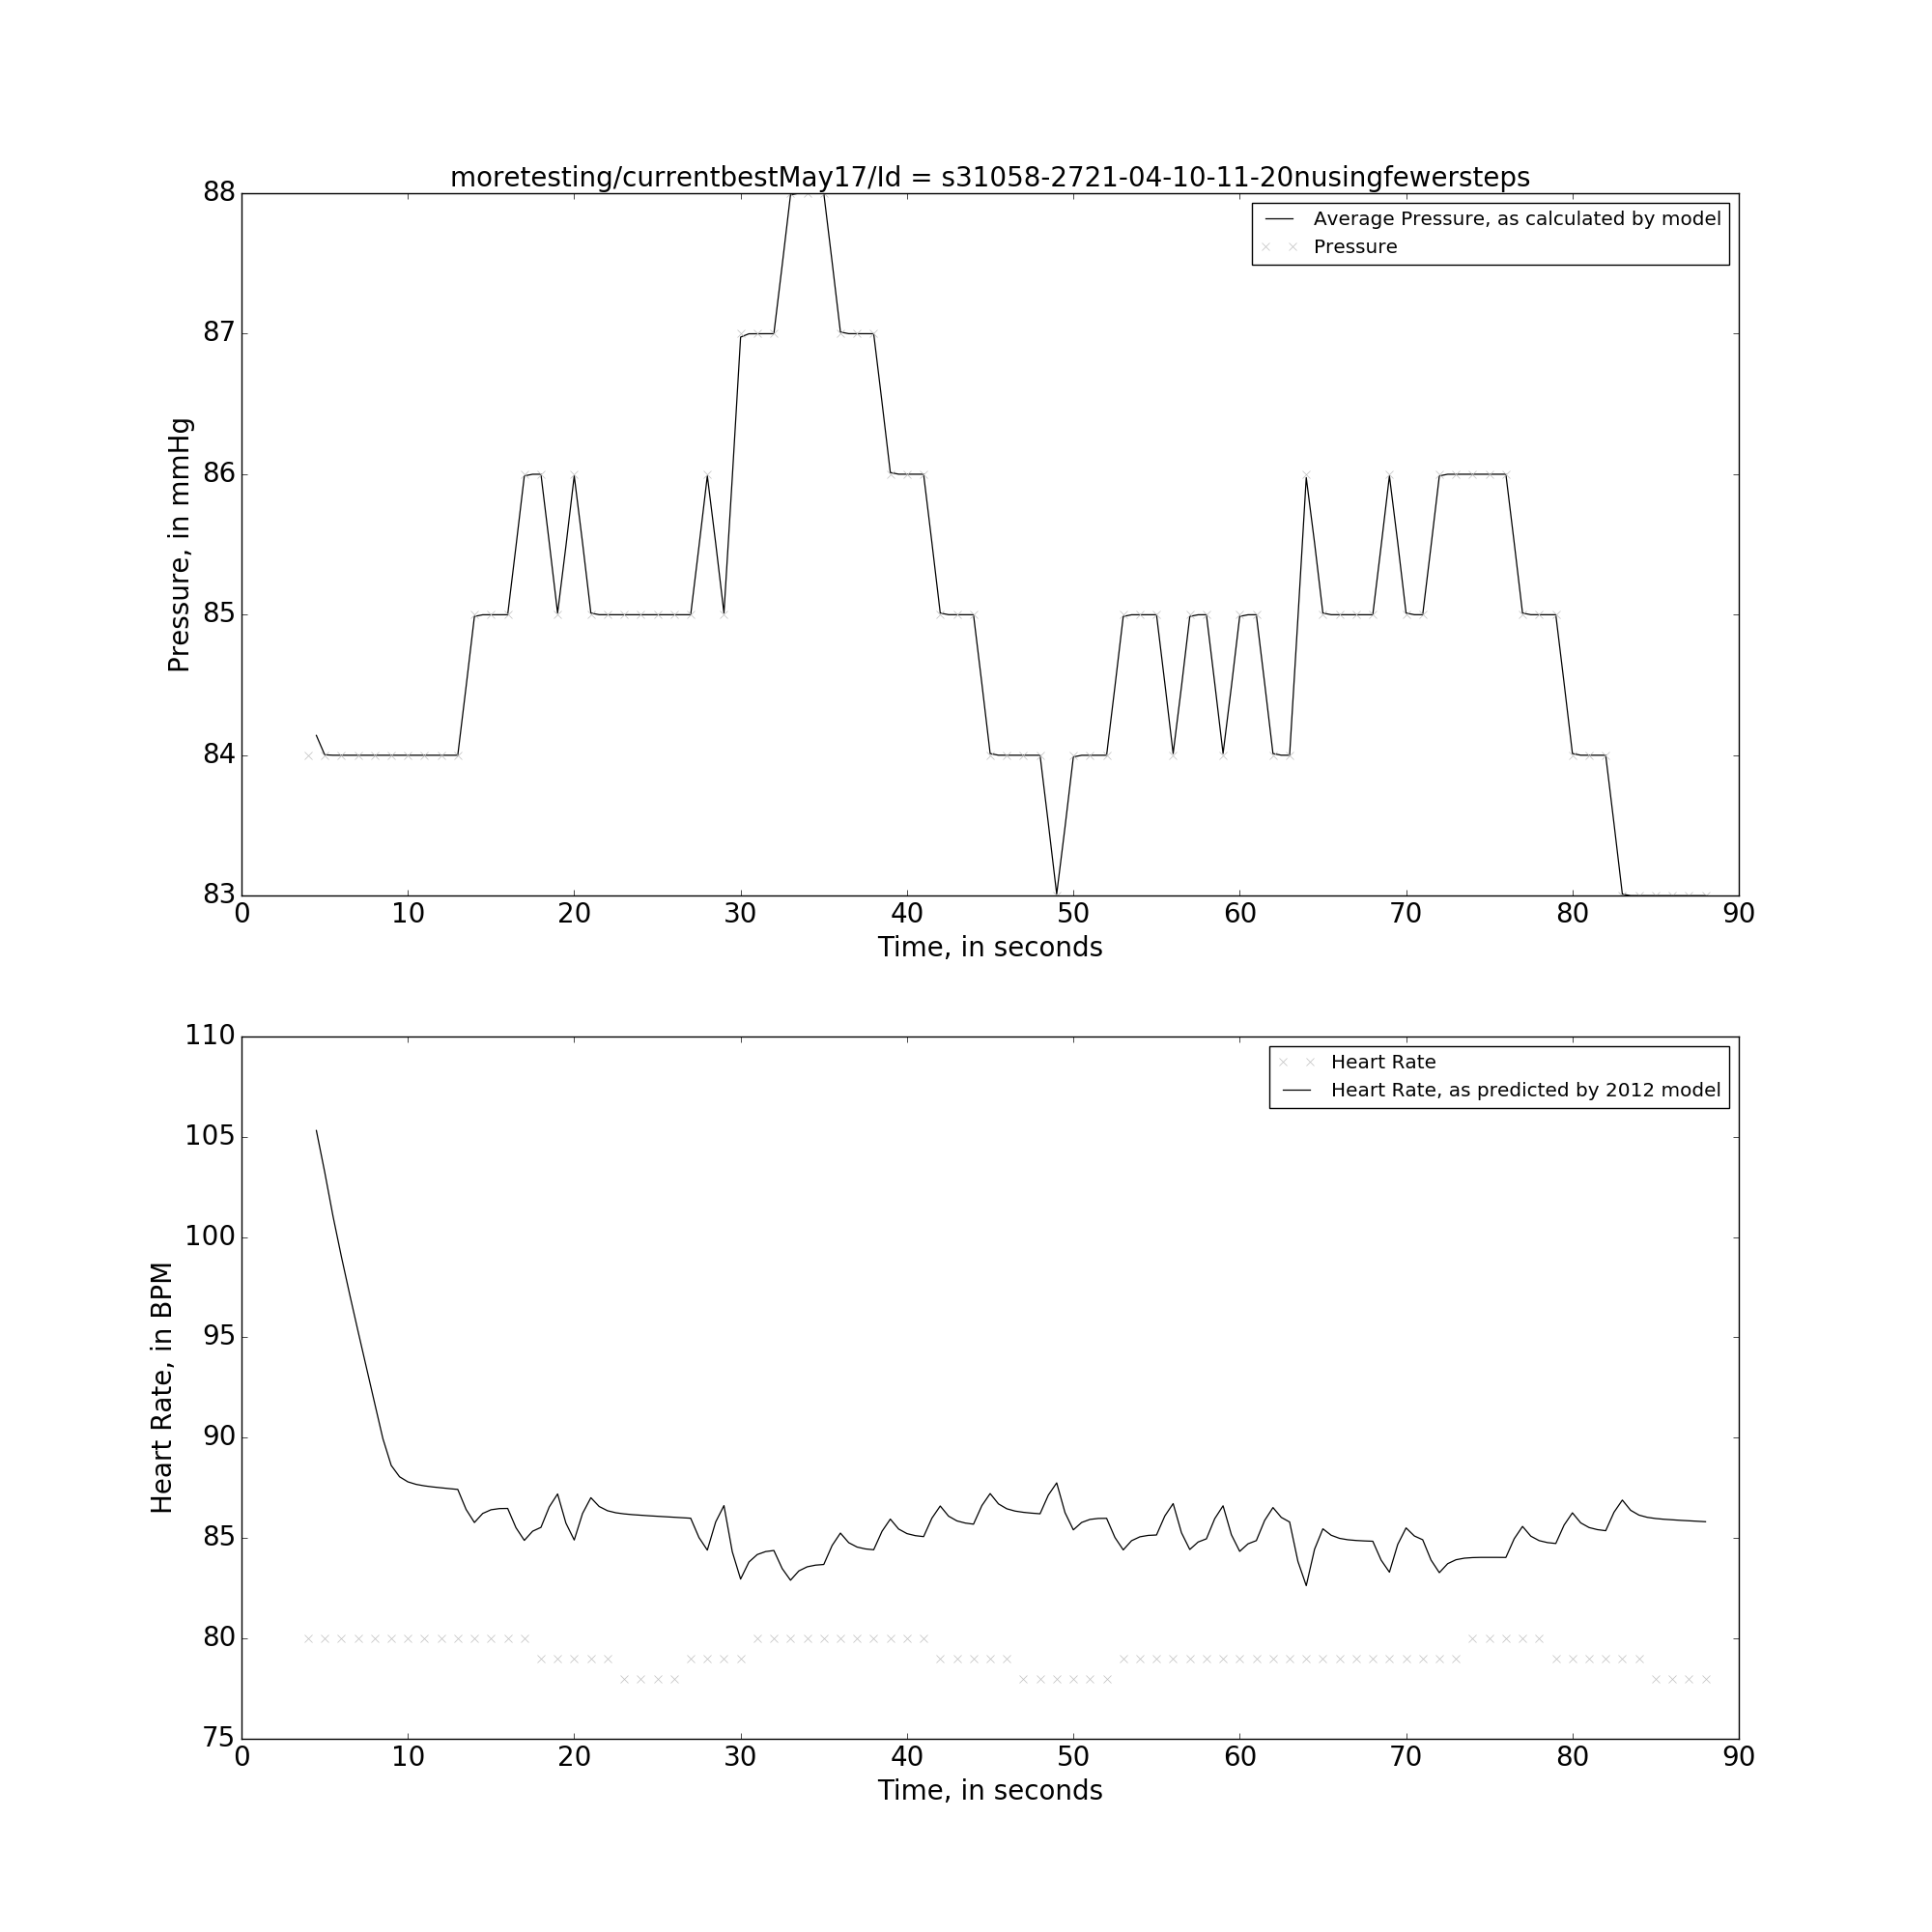 moretesting/currentbestMay17/Id = s31058-2721-04-10-11-20nusingfewersteps
88
87
86
85
84
83
Pressure, in mmHg
Average Pressure, as calculated by model
Pressure
0 10 20 30 40 50 60 70 80 90
Time, in seconds
110
105
100
95
90
85
80
75
Heart Rate, in BPM
Heart Rate
Heart Rate, as predicted by 2012 model
0 10 20 30 40 50 60 70 80 90
Time, in seconds